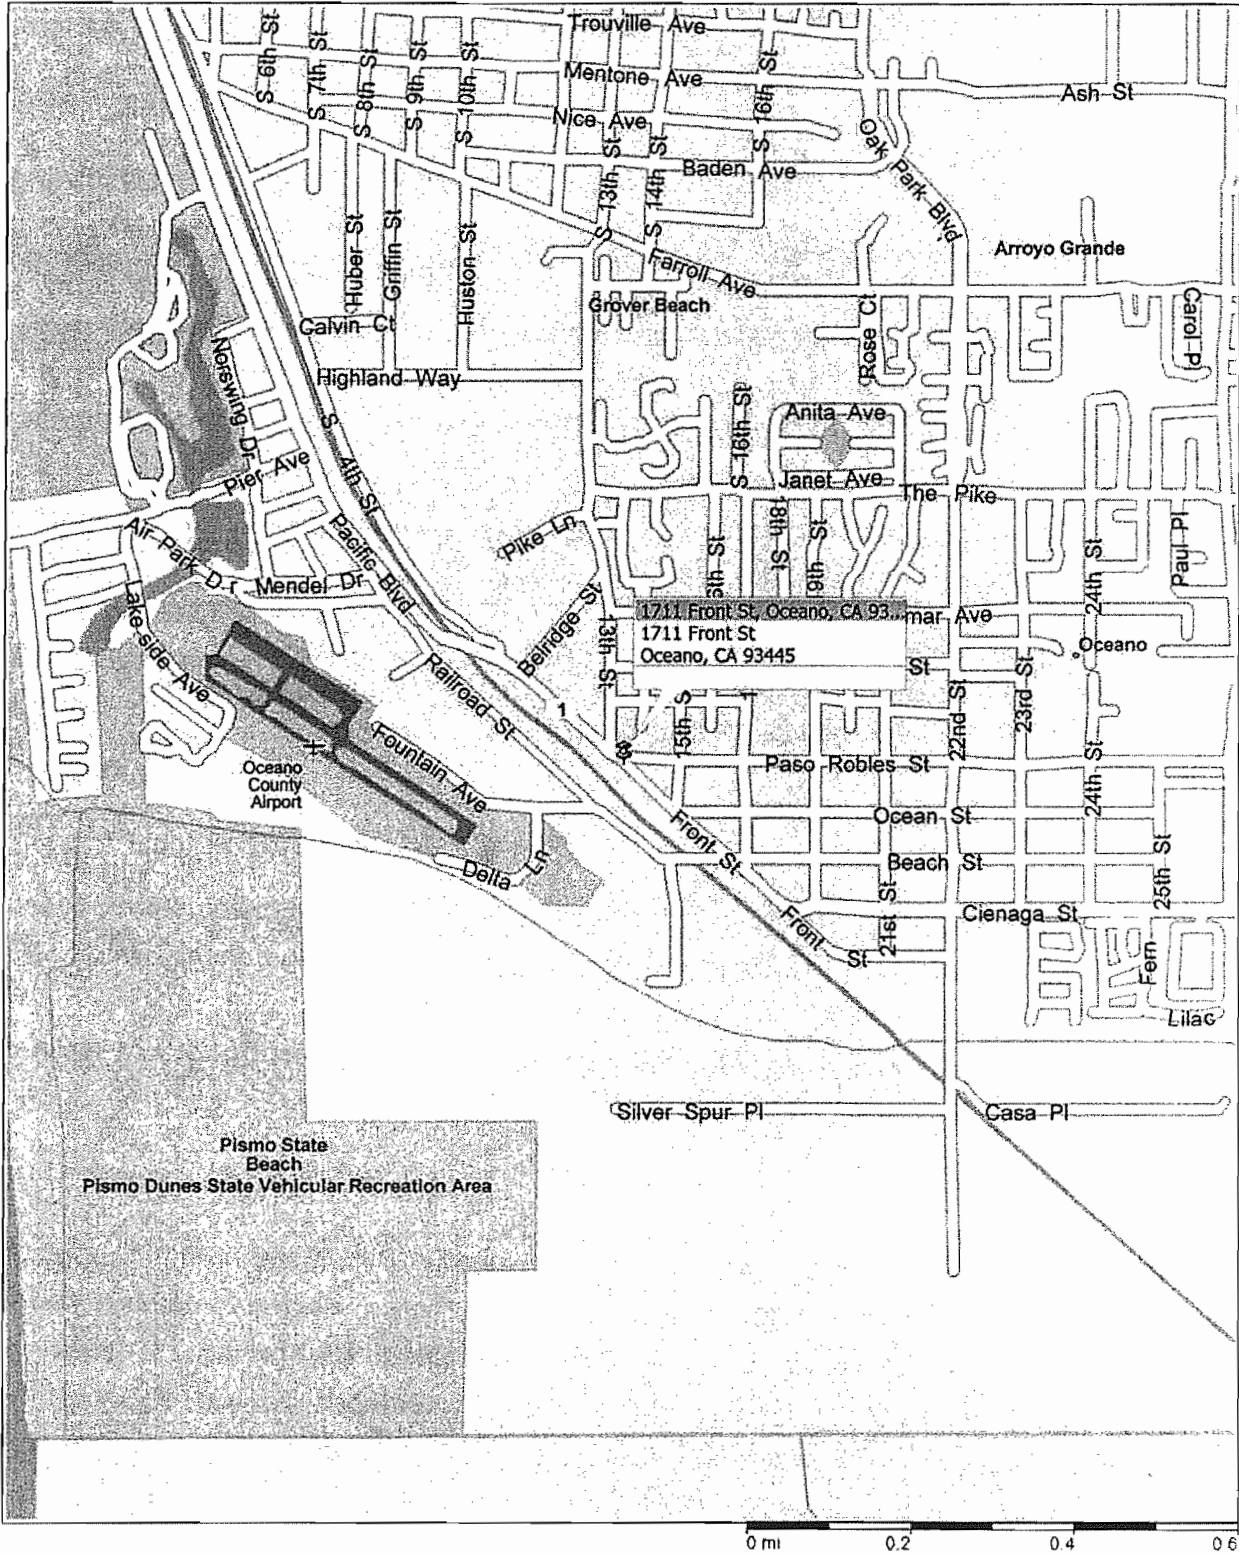 Trouville Ave
S 6th St
S 7th St
S 8th St
S 9th St
S 10th St
Mentone Ave
16th St
Ash St
Nice Ave
S 13th St
S 14th St
S
Baden Ave
Oak Park Blvd
Huber St
Griffin St
Huston St
Farroll Ave
Arroyo Grande
Grover Beach
Calvin Ct
Rose Ct
Carol Pl
Norswing Dr
Highland Way
S 4th St
S 16th St
Anita Ave
Pier Ave
Janet Ave
The Pike
Air Park Dr
Pacific Blvd
Pike Ln
18th St
24th St
Paul Pl
Mendel Dr
Lakeside Ave
Belridge St
6th St
9th St
1711 Front St, Oceano, CA 93...
mar Ave
1711 Front St
Oceano, CA 93445
Oceano
13th St
St
Railroad St
1
15th S
22nd St
23rd St
24th St
Fountain Ave
Paso Robles St
Oceano
County
Airport
Front St
Ocean St
Delta Ln
Beach St
25th St
21st St
Cienaga St
Front St
Fern
Lilac
Silver Spur Pl
Casa Pl
Pismo State
Beach
Pismo Dunes State Vehicular Recreation Area
0 mi 0.2 0.4 0.6